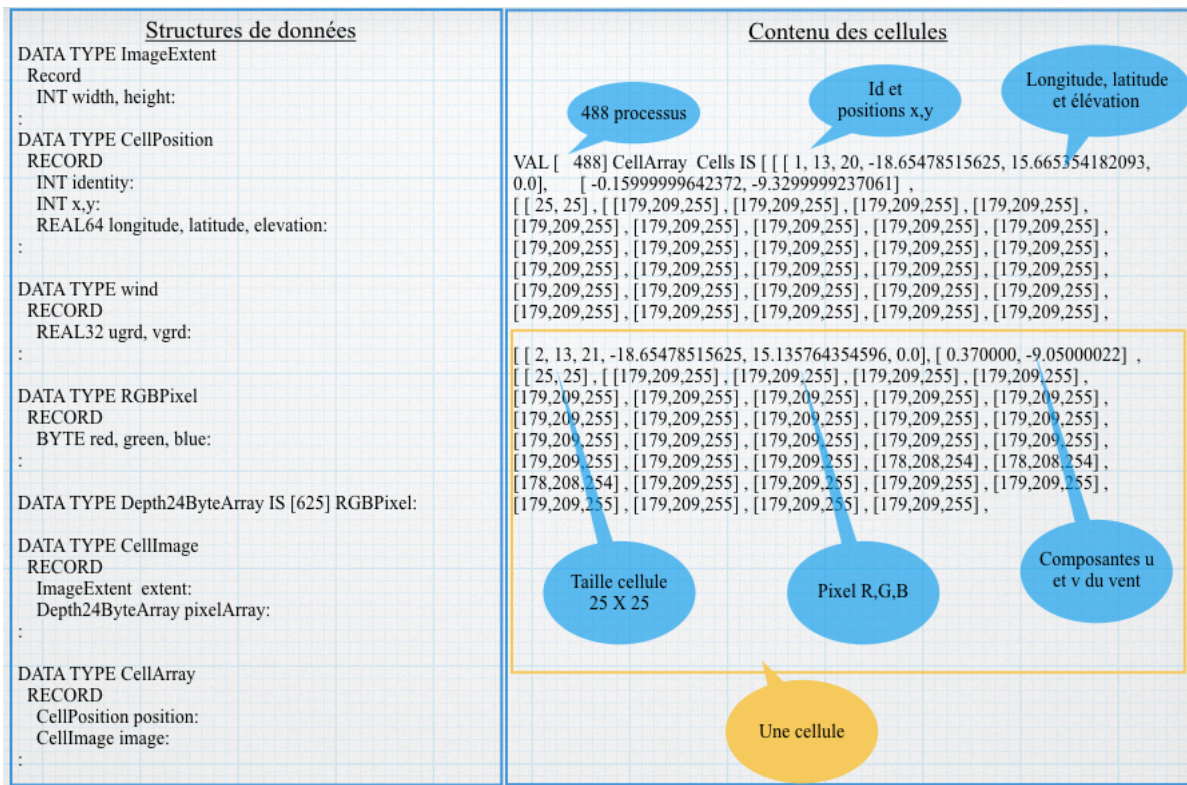 Structures de données
DATA TYPE ImageExtent
Record
INT width, height:
:
DATA TYPE CellPosition
RECORD
INT identity:
INT x,y:
REAL64 longitude, latitude, elevation:
:
DATA TYPE wind
RECORD
REAL32 ugrd, vgrd:
:
DATA TYPE RGBPixel
RECORD
BYTE red, green, blue:
:
DATA TYPE Depth24ByteArray IS [625] RGBPixel:
DATA TYPE CellImage
RECORD
ImageExtent extent:
Depth24ByteArray pixelArray:
:
DATA TYPE CellArray
RECORD
CellPosition position:
CellImage image:
:
Contenu des cellules
488 processus
Id et
positions x,y
Longitude, latitude
et élévation
VAL [ 488] CellArray Cells IS [ [ [ 1, 13, 20, -18.65478515625, 15.665354182093,
0.0], [ -0.15999999642372, -9.3299999237061] ,
[ [ 25, 25] , [ [179,209,255] , [179,209,255] , [179,209,255] , [179,209,255] ,
[179,209,255] , [179,209,255] , [179,209,255] , [179,209,255] , [179,209,255] ,
[179,209,255] , [179,209,255] , [179,209,255] , [179,209,255] , [179,209,255] ,
[179,209,255] , [179,209,255] , [179,209,255] , [179,209,255] , [179,209,255] ,
[179,209,255] , [179,209,255] , [179,209,255] , [179,209,255] , [179,209,255] ,
[179,209,255] , [179,209,255] , [179,209,255] , [179,209,255] , [179,209,255] ,
[ [ 2, 13, 21, -18.65478515625, 15.135764354596, 0.0], [ 0.370000, -9.05000022] ,
[ [ 25, 25] , [ [179,209,255] , [179,209,255] , [179,209,255] , [179,209,255] ,
[179,209,255] , [179,209,255] , [179,209,255] , [179,209,255] , [179,209,255] ,
[179,209,255] , [179,209,255] , [179,209,255] , [179,209,255] , [179,209,255] ,
[179,209,255] , [179,209,255] , [179,209,255] , [179,209,255] , [179,209,255] ,
[179,209,255] , [179,209,255] , [179,209,255] , [178,208,254] , [178,208,254] ,
[178,208,254] , [179,209,255] , [179,209,255] , [179,209,255] , [179,209,255] ,
[179,209,255] , [179,209,255] , [179,209,255] , [179,209,255] ,
Taille cellule
25 X 25
Pixel R,G,B
Composantes u
et v du vent
Une cellule